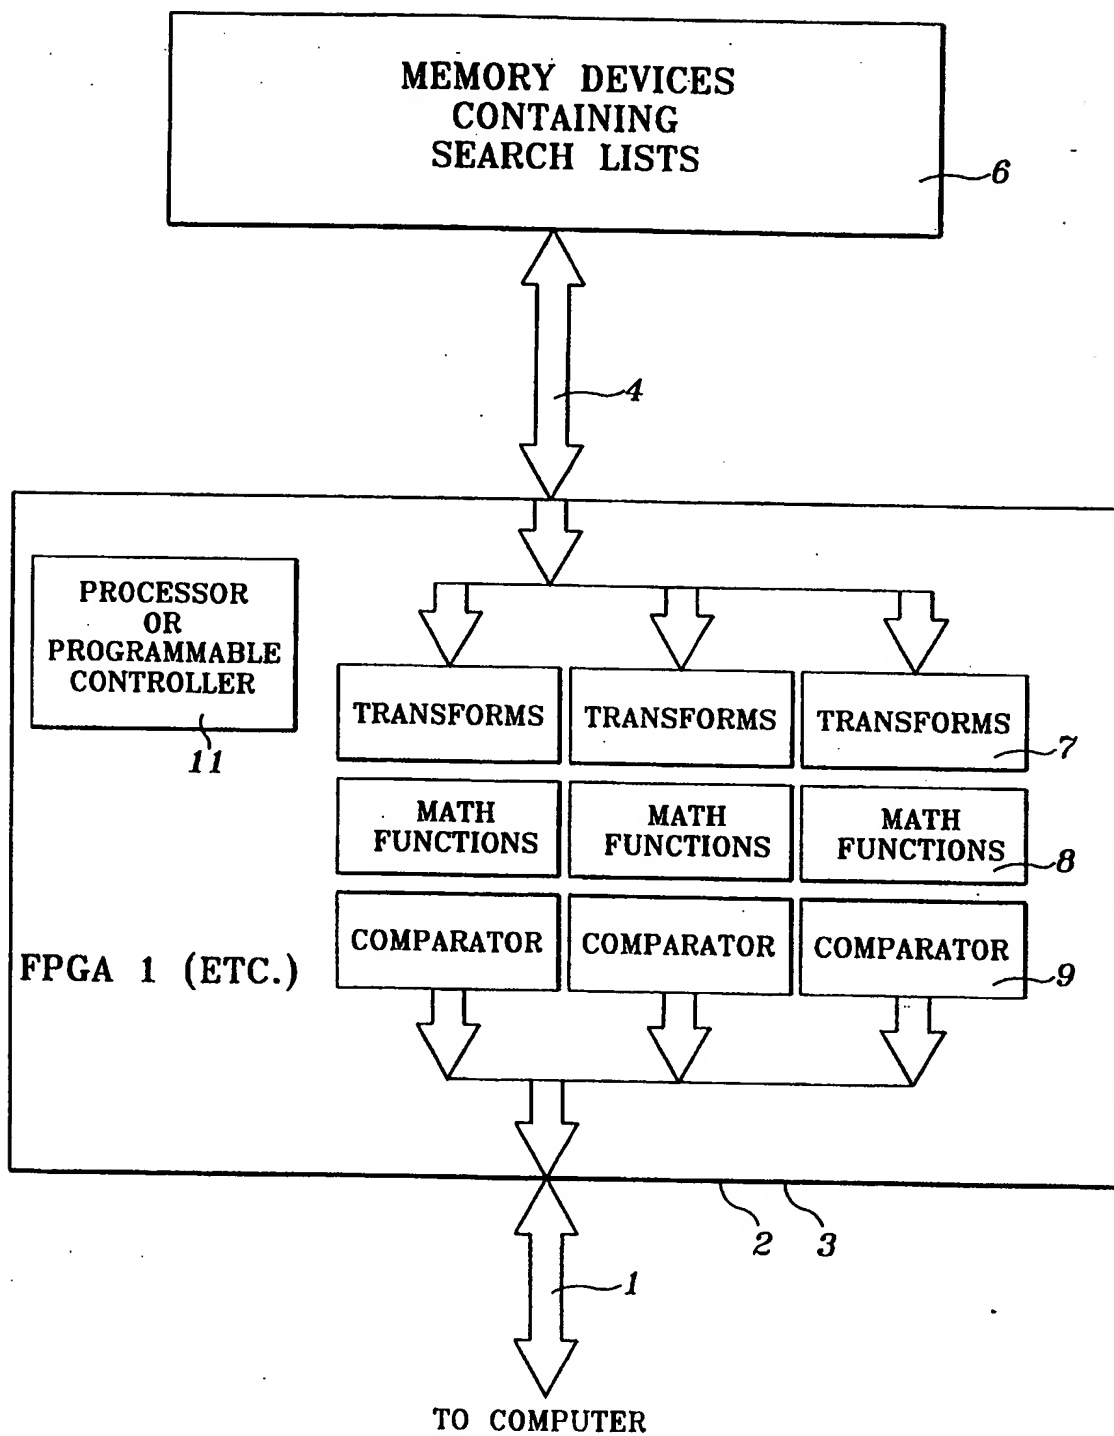 MEMORY DEVICES
CONTAINING
SEARCH LISTS
6
4
PROCESSOR
OR
PROGRAMMABLE
CONTROLLER
11
TRANSFORMS TRANSFORMS TRANSFORMS
7
MATH MATH MATH
FUNCTIONS FUNCTIONS FUNCTIONS
8
COMPARATOR COMPARATOR COMPARATOR
9
FPGA 1 (ETC.)
2 3
1
TO COMPUTER